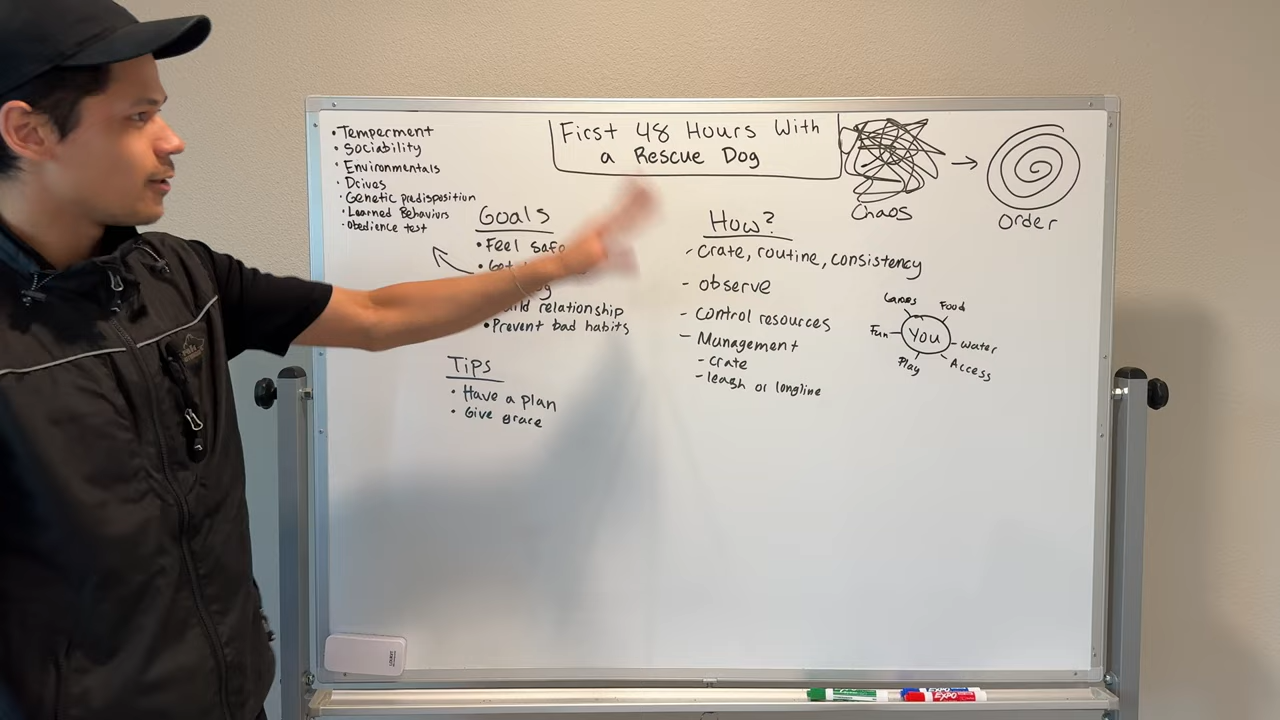 • Temperment
• Sociability
• Environmentals
• Drives
• Genetic predisposition
• Learned Behaviurs
• Obedience test
First 48 Hours With
a Rescue Dog
Chaos
Order
Goals
• Feel safe
relationship
• Prevent bad habits
Tips
• Have a plan
• Give grace
How?
- Crate, routine, consistency
- observe
- Control resources
- Management
- Crate
- leash or longline
Games
Food
Fun
You
Water
Play
Access
EXPO
EXPO